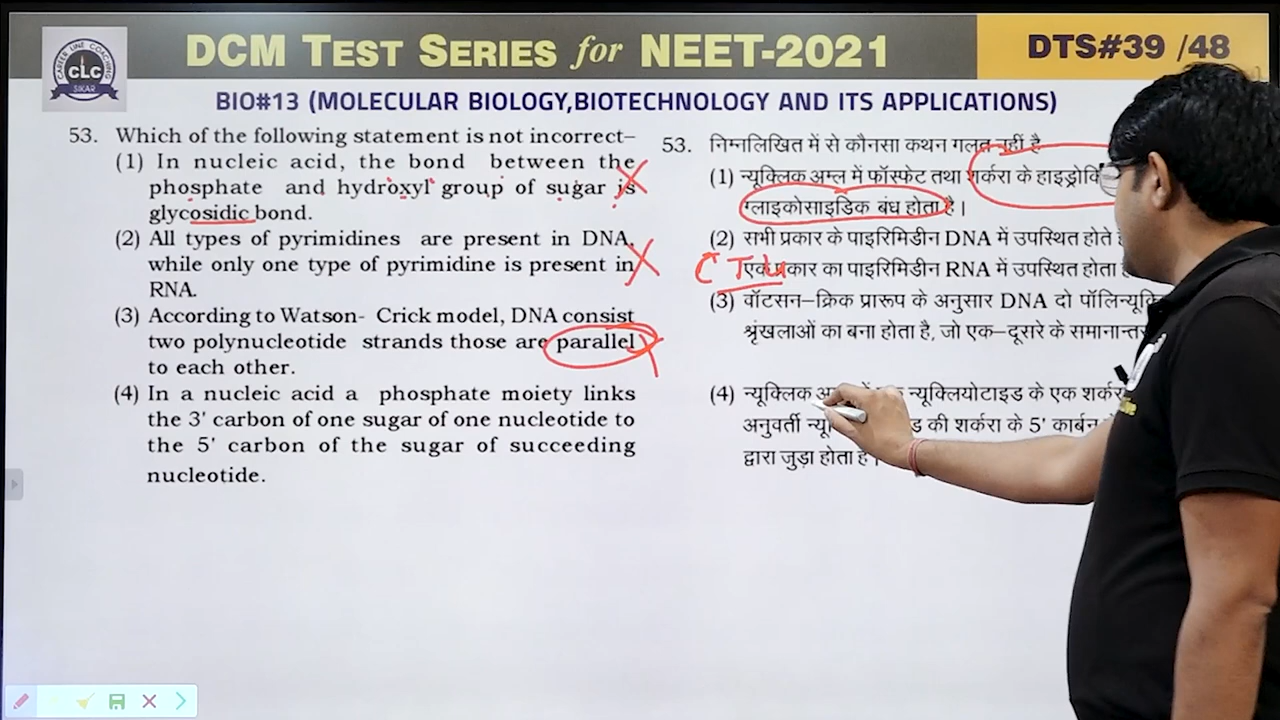 CAREER LINE COACHING
CLC
SIKAR
DCM TEST SERIES for NEET-2021
DTS#39 /48
BIO#13 (MOLECULAR BIOLOGY,BIOTECHNOLOGY AND ITS APPLICATIONS)
53. Which of the following statement is not incorrect–
(1) In nucleic acid, the bond between the
phosphate and hydroxyl group of sugar is
glycosidic bond.
(2) All types of pyrimidines are present in DNA,
while only one type of pyrimidine is present in
RNA.
(3) According to Watson- Crick model, DNA consist
two polynucleotide strands those are parallel
to each other.
(4) In a nucleic acid a phosphate moiety links
the 3' carbon of one sugar of one nucleotide to
the 5' carbon of the sugar of succeeding
nucleotide.
53. निम्नलिखित में से कौनसा कथन गलत नहीं है
(1) न्यूक्लिक अम्ल में फॉस्फेट तथा शर्करा के
ग्लाइकोसाइडिक बंध होता है।
(2) सभी प्रकार के पाइरिमिडीन DNA में उपस्थित होते
C T U
एक प्रकार का पाइरिमिडीन RNA में उपस्थित होता
(3) वॉटसन–क्रिक प्रारूप के अनुसार DNA दो
श्रृंखलाओं का बना होता है, जो एक–दूसरे के
(4) न्यूक्लिक न्यूक्लियोटाइड के एक
अनुवर्ती की शर्करा के 5' कार्बन
द्वारा जुड़ा होता है।